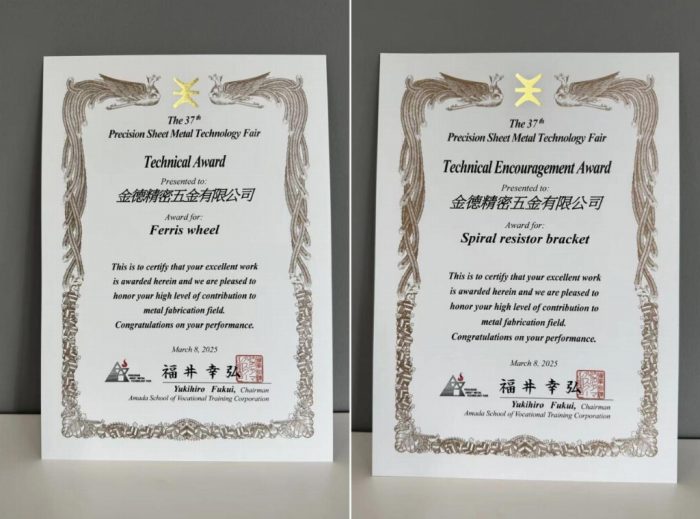 The 37th
Precision Sheet Metal Technology Fair
Technical Award
Presented to:
金德精密五金有限公司
Award for:
Ferris wheel
This is to certify that your excellent work
is awarded herein and we are pleased to
honor your high level of contribution to
metal fabrication field.
Congratulations on your performance.
March 8, 2025
福井幸弘
Yukihiro Fukui, Chairman
Amada School of Vocational Training Corporation
The 37th
Precision Sheet Metal Technology Fair
Technical Encouragement Award
Presented to:
金德精密五金有限公司
Award for:
Spiral resistor bracket
This is to certify that your excellent work
is awarded herein and we are pleased to
honor your high level of contribution to
metal fabrication field.
Congratulations on your performance.
March 8, 2025
福井幸弘
Yukihiro Fukui, Chairman
Amada School of Vocational Training Corporation